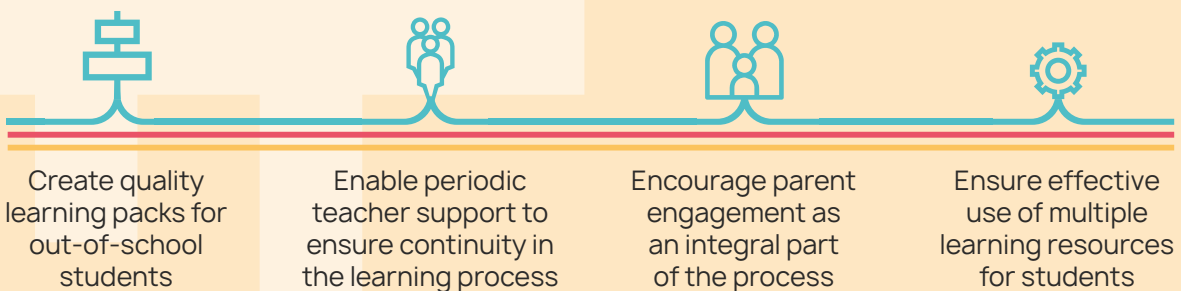 Create quality
learning packs for
out-of-school
students
Enable periodic
teacher support to
ensure continuity in
the learning process
Encourage parent
engagement as
an integral part
of the process
Ensure effective
use of multiple
learning resources
for students